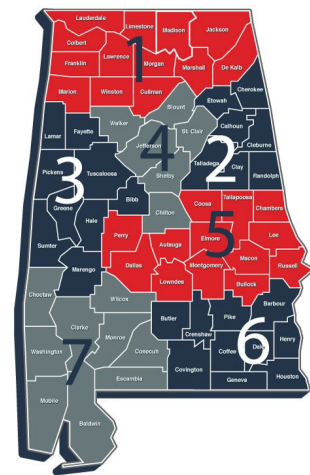 Lauderdale
Limestone
Madison
Jackson
Colbert
Lawrence
Franklin
Morgan
Marshall
De Kalb
1
Marion
Winston
Cullman
Cherokee
Blount
Etowah
Lamar
Fayette
Walker
St. Clair
Calhoun
Jefferson
4
2
Cleburne
Pickens
3
Tuscaloosa
Shelby
Talladega
Clay
Randolph
Bibb
Greene
Hale
Chilton
Coosa
Tallapoosa
Chambers
Perry
Autauga
Elmore
5
Lee
Sumter
Marengo
Dallas
Montgomery
Macon
Russell
Choctaw
Lowndes
Bullock
Wilcox
Barbour
Clarke
Butler
Pike
Monroe
Crenshaw
6
Henry
Washington
7
Conecuh
Coffee
Dale
Covington
Escambia
Geneva
Houston
Mobile
Baldwin